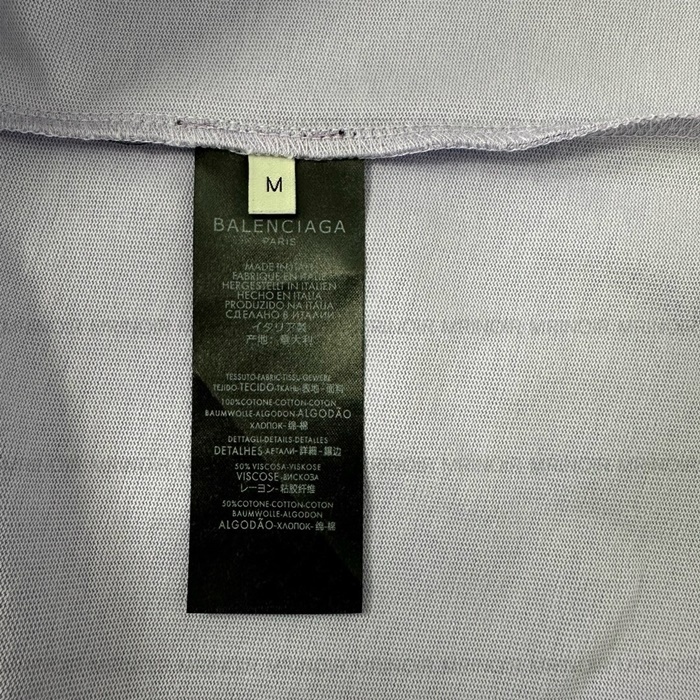 M
BALENCIAGA
PARIS
MADE IN ITALY
FABRIQUE EN ITALIE
HERGESTELLT IN ITALIEN
HECHO EN ITALIA
PRODUZIDO NA ITALIA
СДЕЛАНО В ИТАЛИИ
イタリア製
产地：意大利
TESSUTO-FABRIC-TISSU-GEWEBE
TEJIDO-TECIDO-ТКАНЬ-表地-面料
100%COTONE-COTTON-COTON
BAUMWOLLE-ALGODON-ALGODÃO
ХЛОПОК-綿-棉
DETTAGLI-DETAILS-DETALLES
DETALHES-ДЕТАЛИ-詳細-镶边
50%VISCOSA-VISKOSE
VISCOSE-ВИСКОЗА
レーヨン-粘胶纤维
50%COTONE-COTTON-COTON
BAUMWOLLE-ALGODON
ALGODÃO-ХЛОПОК-綿-棉